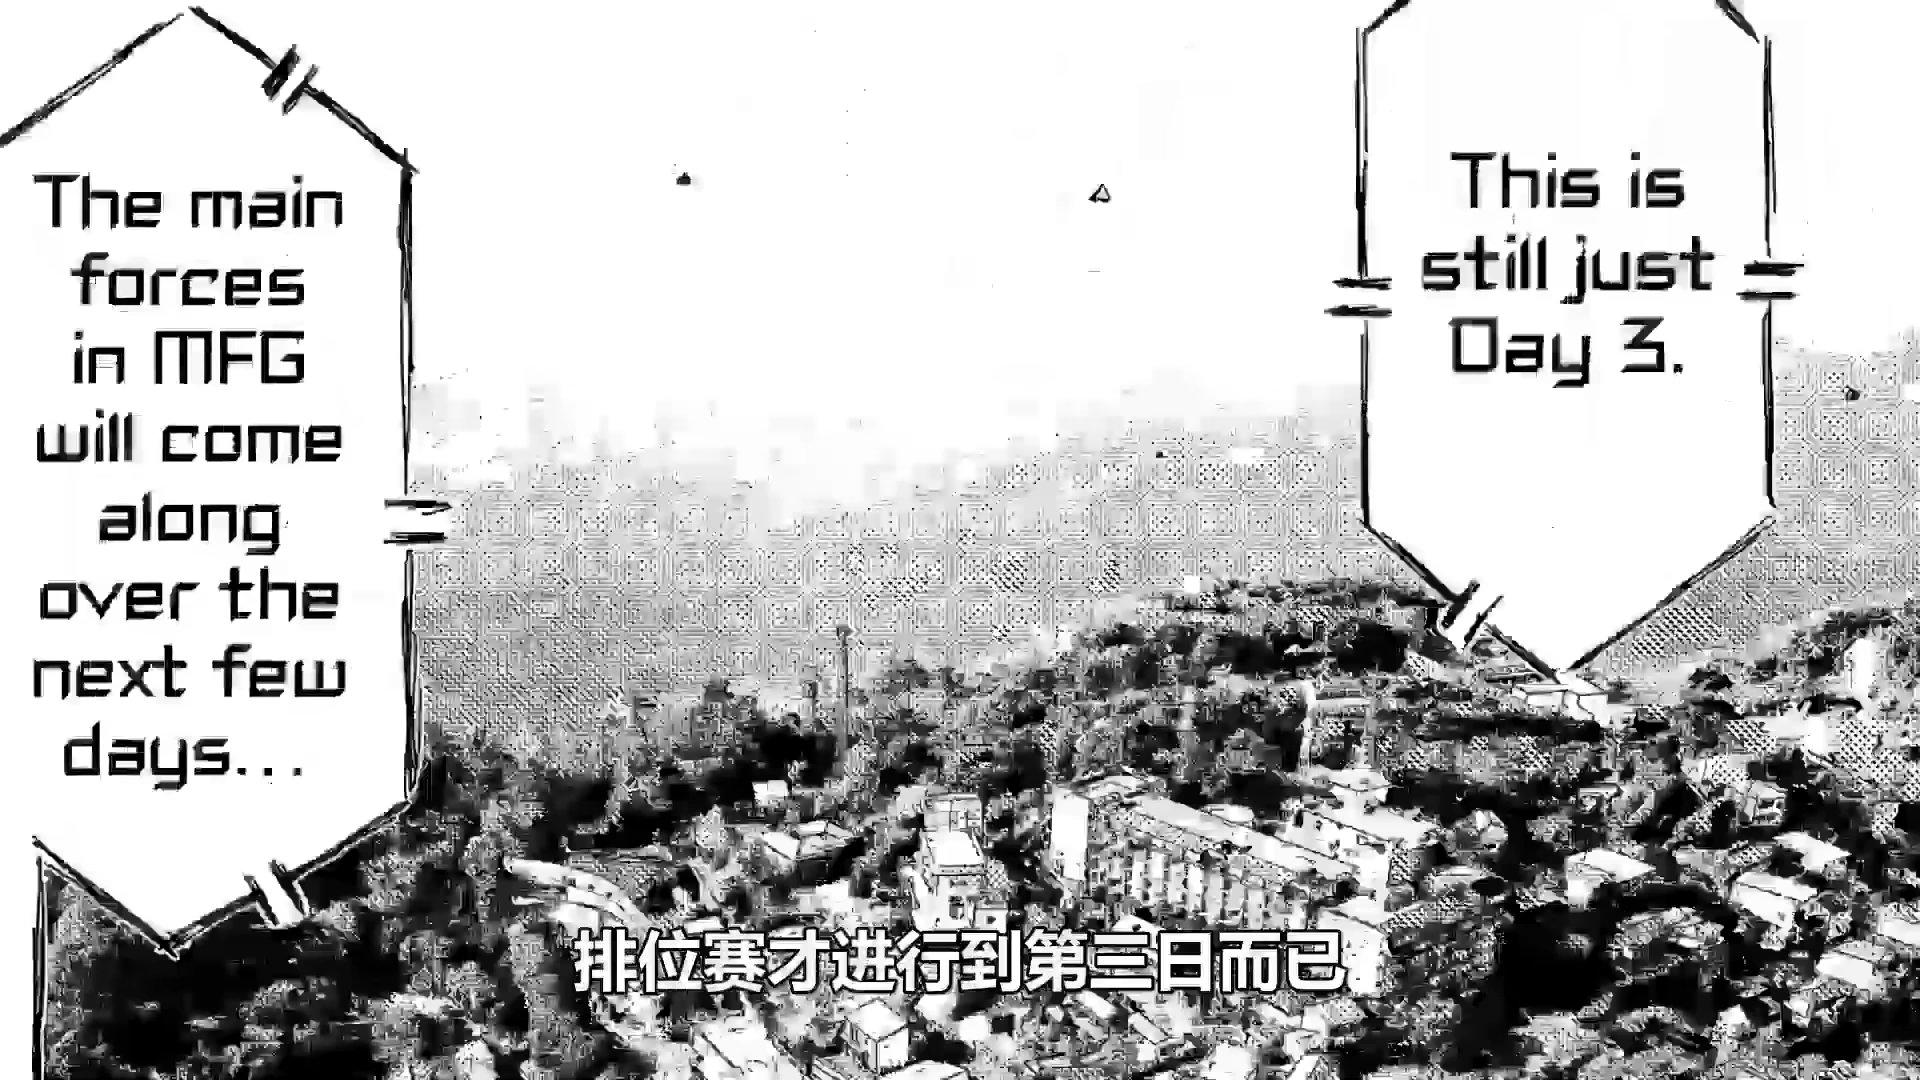 This is
still just
Day 3.
The main
forces
in MFG
will come
along
over the
next few
days...
排位赛才进行到第三日而已